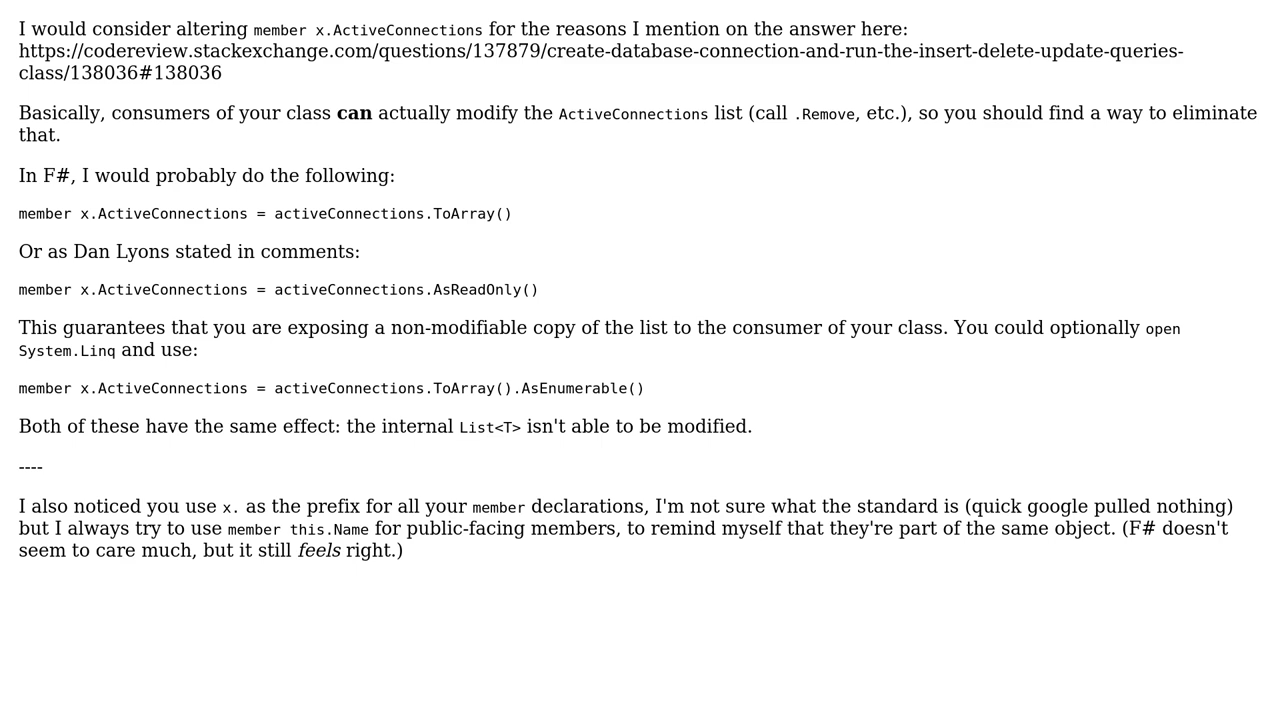 I would consider altering member x.ActiveConnections for the reasons I mention on the answer here:
https://codereview.stackexchange.com/questions/137879/create-database-connection-and-run-the-insert-delete-update-queries-
class/138036#138036
Basically, consumers of your class can actually modify the ActiveConnections list (call .Remove, etc.), so you should find a way to eliminate
that.
In F#, I would probably do the following:
member x.ActiveConnections = activeConnections.ToArray()
Or as Dan Lyons stated in comments:
member x.ActiveConnections = activeConnections.AsReadOnly()
This guarantees that you are exposing a non-modifiable copy of the list to the consumer of your class. You could optionally open
System.Linq and use:
member x.ActiveConnections = activeConnections.ToArray().AsEnumerable()
Both of these have the same effect: the internal List<T> isn't able to be modified.
----
I also noticed you use x. as the prefix for all your member declarations, I'm not sure what the standard is (quick google pulled nothing)
but I always try to use member this.Name for public-facing members, to remind myself that they're part of the same object. (F# doesn't
seem to care much, but it still feels right.)